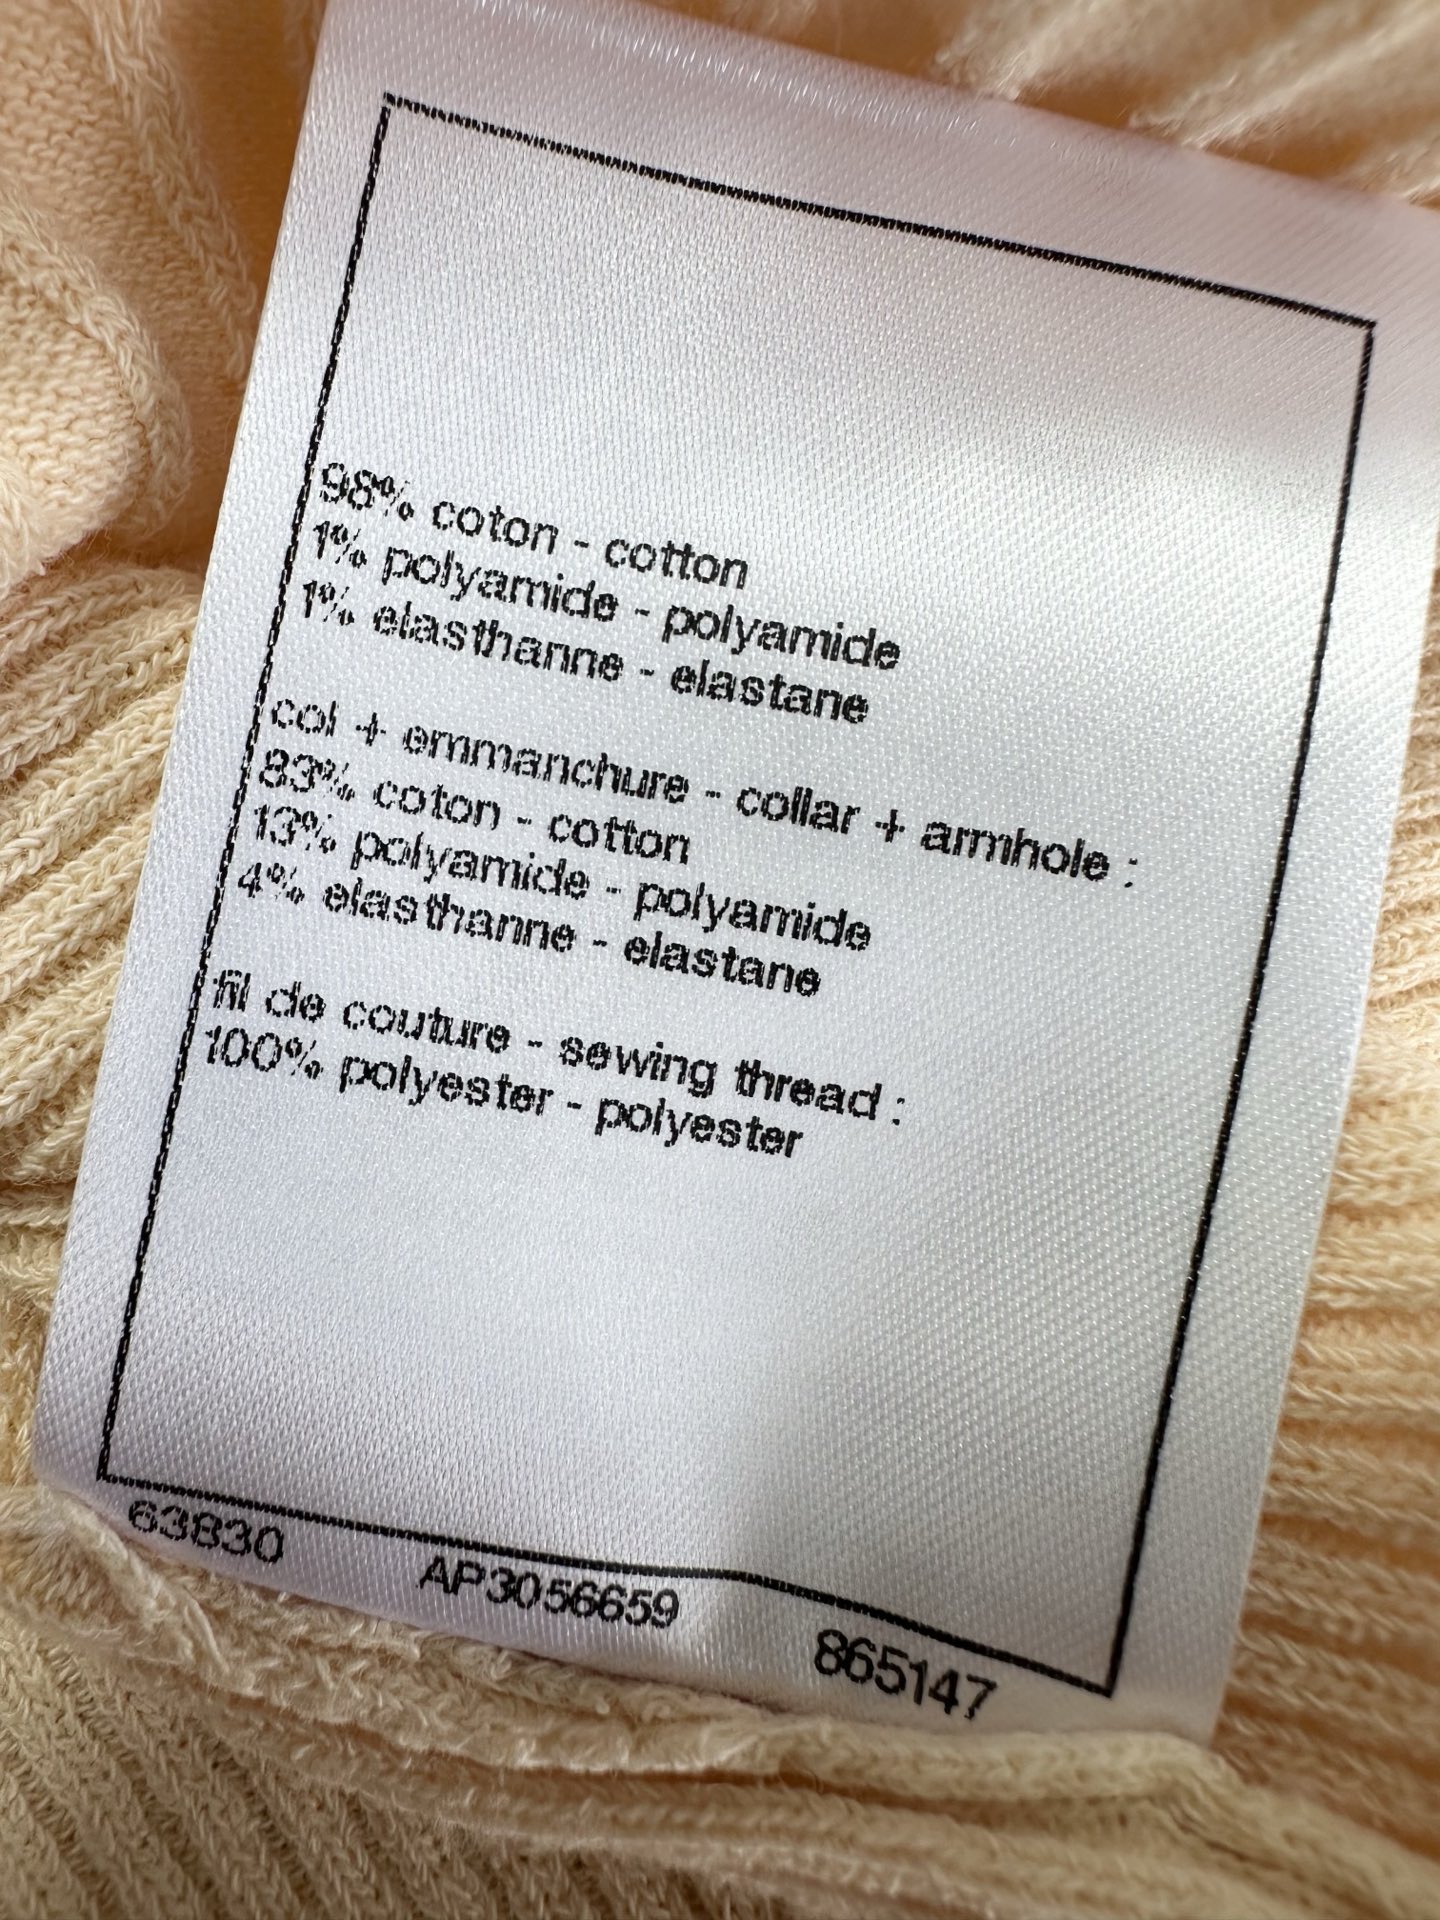 98% coton - cotton
1% polyamide - polyamide
1% elasthanne - elastane
col + emmanchure - collar + armhole :
83% coton - cotton
13% polyamide - polyamide
4% elasthanne - elastane
fil de couture - sewing thread :
100% polyester - polyester
63830 AP3056659 865147